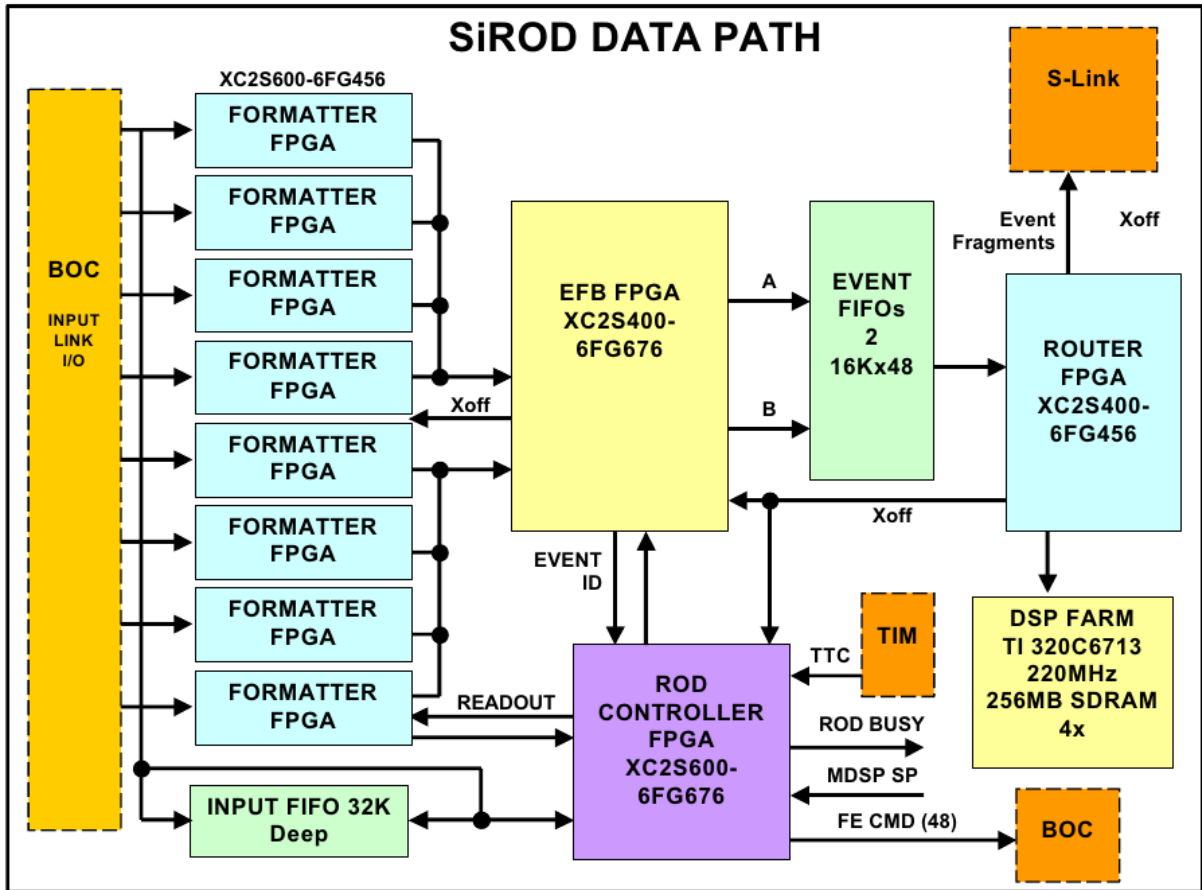 SiROD DATA PATH
XC2S600-6FG456
BOC
INPUT
LINK
I/O
FORMATTER
FPGA
FORMATTER
FPGA
FORMATTER
FPGA
FORMATTER
FPGA
FORMATTER
FPGA
FORMATTER
FPGA
FORMATTER
FPGA
FORMATTER
FPGA
INPUT FIFO 32K
Deep
Xoff
READOUT
EFB FPGA
XC2S400-
6FG676
EVENT
ID
A
B
EVENT
FIFOs
2
16Kx48
S-Link
Event
Fragments
Xoff
ROUTER
FPGA
XC2S400-
6FG456
Xoff
ROD
CONTROLLER
FPGA
XC2S600-
6FG676
TIM
TTC
ROD BUSY
MDSP SP
FE CMD (48)
DSP FARM
TI 320C6713
220MHz
256MB SDRAM
4x
BOC